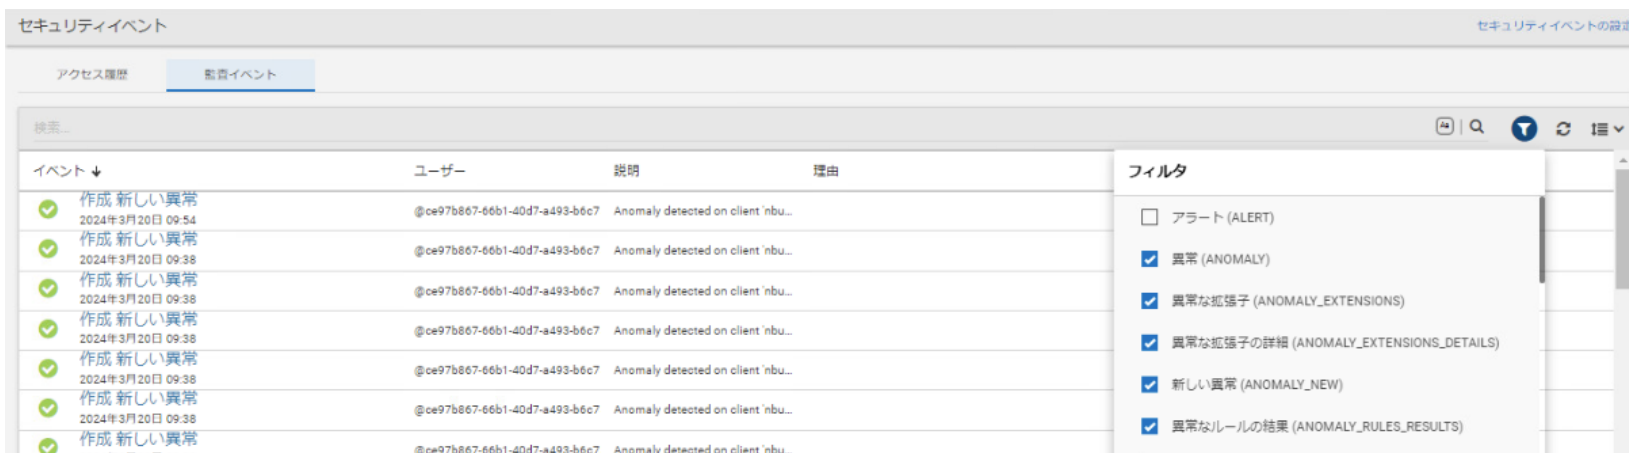 セキュリティイベント
セキュリティイベントの設定
アクセス履歴 監査イベント
検索...
イベント ユーザー 説明 理由
フィルタ
作成 新しい異常
2024年3月20日 09:54
@ce97b867-66b1-40d7-a493-b6c7 Anomaly detected on client 'nbu...
作成 新しい異常
2024年3月20日 09:38
@ce97b867-66b1-40d7-a493-b6c7 Anomaly detected on client 'nbu...
作成 新しい異常
2024年3月20日 09:38
@ce97b867-66b1-40d7-a493-b6c7 Anomaly detected on client 'nbu...
作成 新しい異常
2024年3月20日 09:38
@ce97b867-66b1-40d7-a493-b6c7 Anomaly detected on client 'nbu...
作成 新しい異常
2024年3月20日 09:38
@ce97b867-66b1-40d7-a493-b6c7 Anomaly detected on client 'nbu...
作成 新しい異常
2024年3月20日 09:38
@ce97b867-66b1-40d7-a493-b6c7 Anomaly detected on client 'nbu...
作成 新しい異常
@ce97b867-66b1-40d7-a493-b6c7 Anomaly detected on client 'nbu...
アラート (ALERT)
異常 (ANOMALY)
異常な拡張子 (ANOMALY_EXTENSIONS)
異常な拡張子の詳細 (ANOMALY_EXTENSIONS_DETAILS)
新しい異常 (ANOMALY_NEW)
異常なルールの結果 (ANOMALY_RULES_RESULTS)